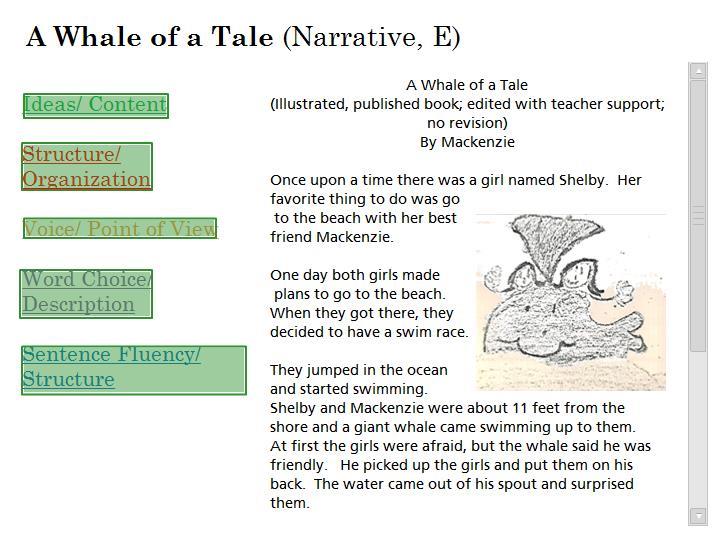 A Whale of a Tale (Narrative, E)
Ideas/ Content
Structure/
Organization
Voice/ Point of View
Word Choice/
Description
Sentence Fluency/
Structure
A Whale of a Tale
(Illustrated, published book; edited with teacher support;
no revision)
By Mackenzie
Once upon a time there was a girl named Shelby.  Her
favorite thing to do was go
to the beach with her best
friend Mackenzie.
One day both girls made
plans to go to the beach.
When they got there, they
decided to have a swim race.
They jumped in the ocean
and started swimming.
Shelby and Mackenzie were about 11 feet from the
shore and a giant whale came swimming up to them.
At first the girls were afraid, but the whale said he was
friendly.   He picked up the girls and put them on his
back.  The water came out of his spout and surprised
them.